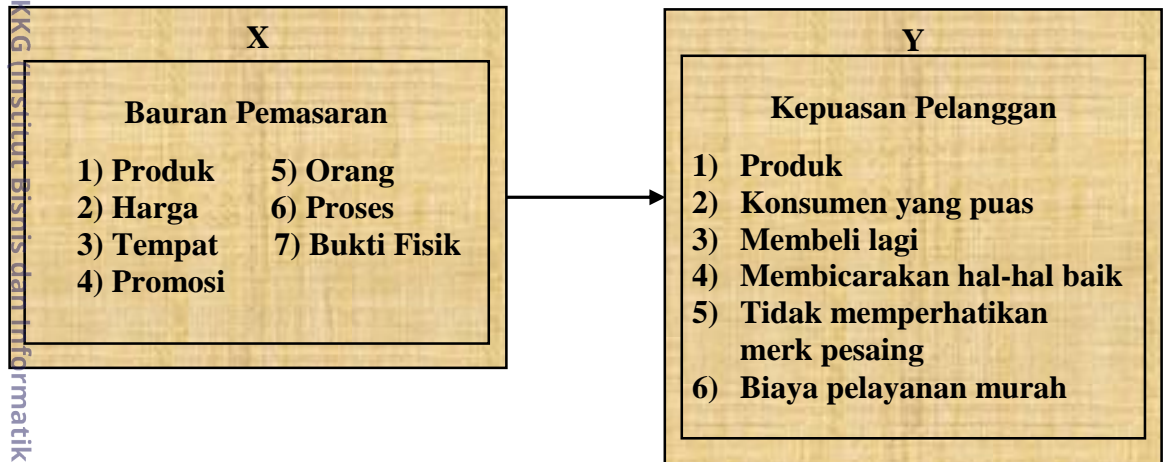 KKG (Institut Bisnis dan Informatik
X
Bauran Pemasaran
1) Produk 5) Orang
2) Harga 6) Proses
3) Tempat 7) Bukti Fisik
4) Promosi
Y
Kepuasan Pelanggan
1) Produk
2) Konsumen yang puas
3) Membeli lagi
4) Membicarakan hal-hal baik
5) Tidak memperhatikan
merk pesaing
6) Biaya pelayanan murah